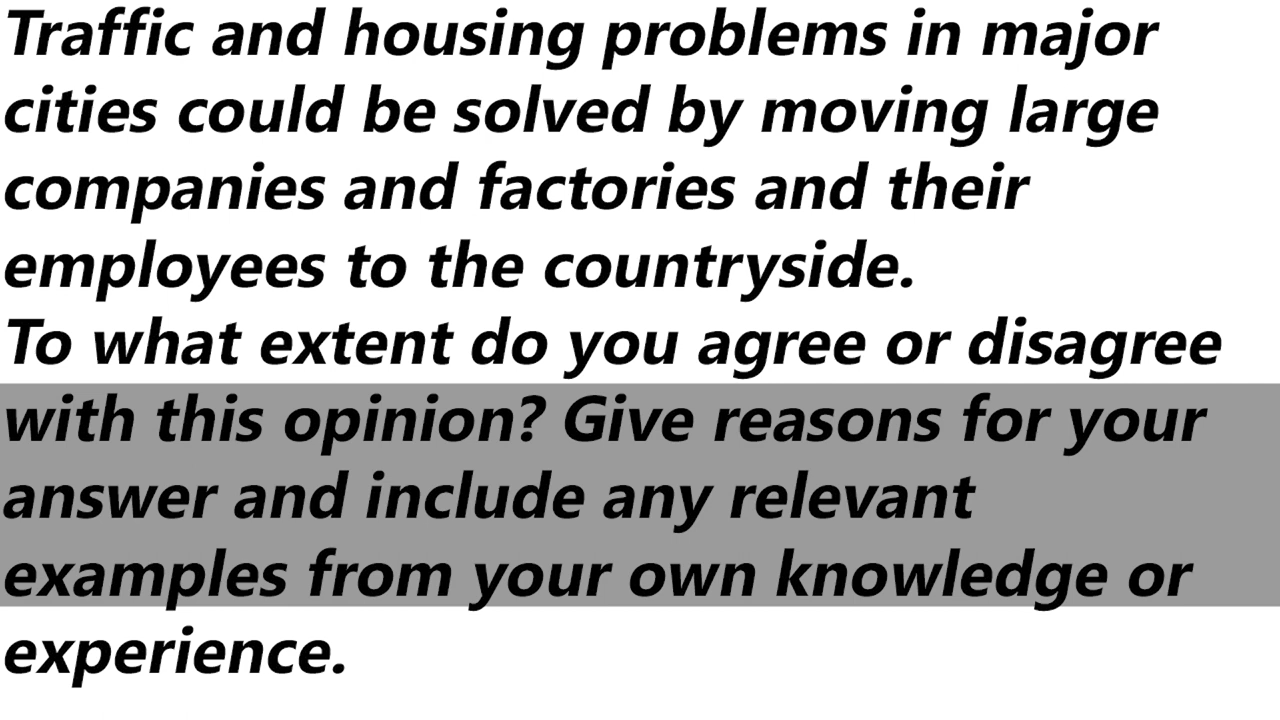 Traffic and housing problems in major
cities could be solved by moving large
companies and factories and their
employees to the countryside.
To what extent do you agree or disagree
with this opinion? Give reasons for your
answer and include any relevant
examples from your own knowledge or
experience.